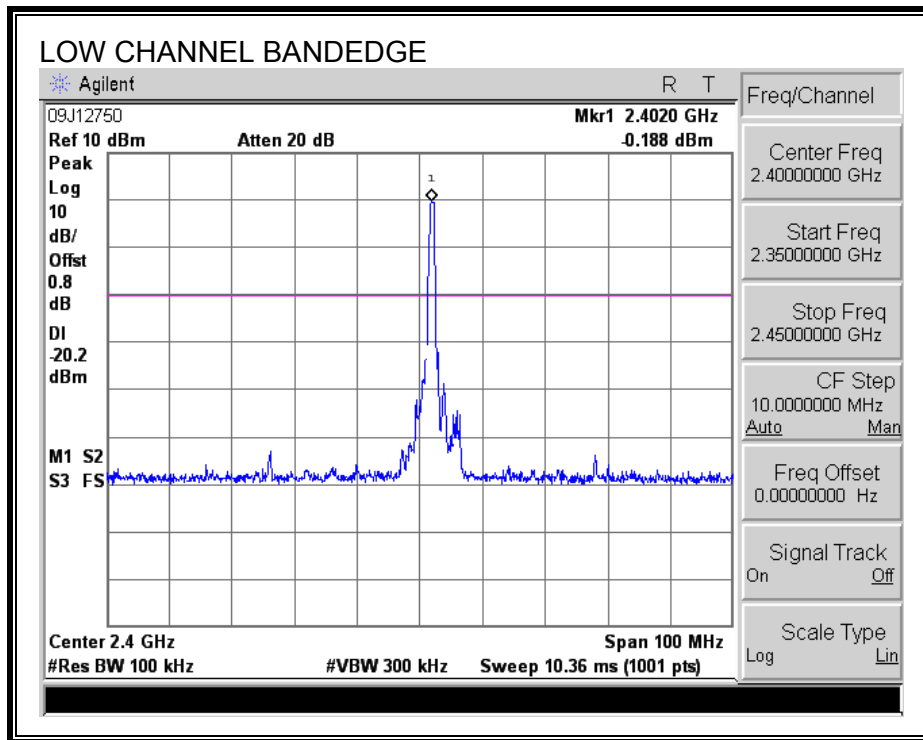 LOW CHANNEL BANDEDGE
Agilent R T
09J12750 Mkr1 2.4020 GHz
Ref 10 dBm Atten 20 dB -0.188 dBm
Peak
Log
10
dB/
Offst
0.8
dB
DI
-20.2
dBm
M1 S2
S3 FS
1
Center 2.4 GHz Span 100 MHz
#Res BW 100 kHz #VBW 300 kHz Sweep 10.36 ms (1001 pts)
Freq/Channel
Center Freq
2.40000000 GHz
Start Freq
2.35000000 GHz
Stop Freq
2.45000000 GHz
CF Step
10.0000000 MHz
Auto Man
Freq Offset
0.00000000 Hz
Signal Track
On Off
Scale Type
Log Lin